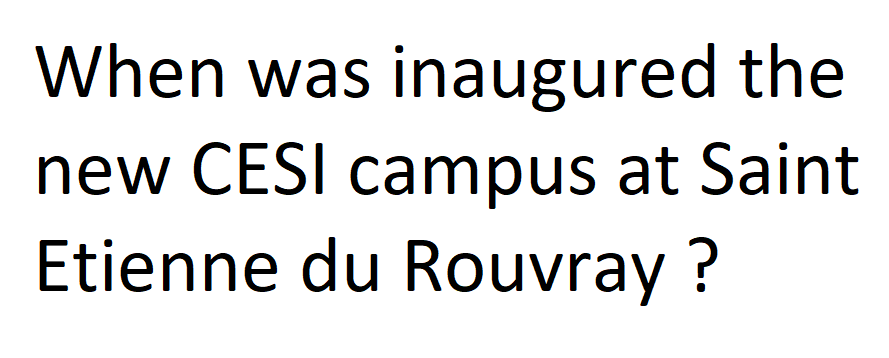 When was inaugured the
new CESI campus at Saint
Etienne du Rouvray ?